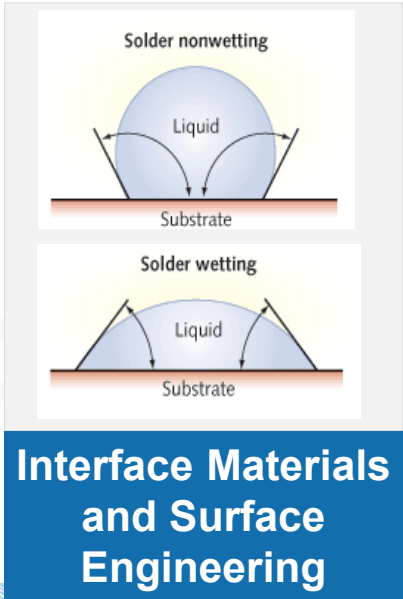 Solder nonwetting
Liquid
Substrate
Solder wetting
Liquid
Substrate
Interface Materials
and Surface
Engineering